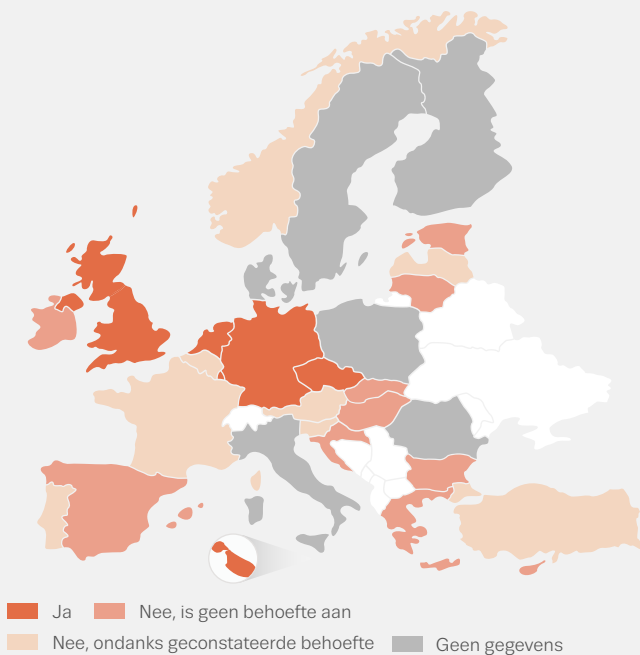 Ja Nee, is geen behoefte aan
Nee, ondanks geconstateerde behoefte Geen gegevens